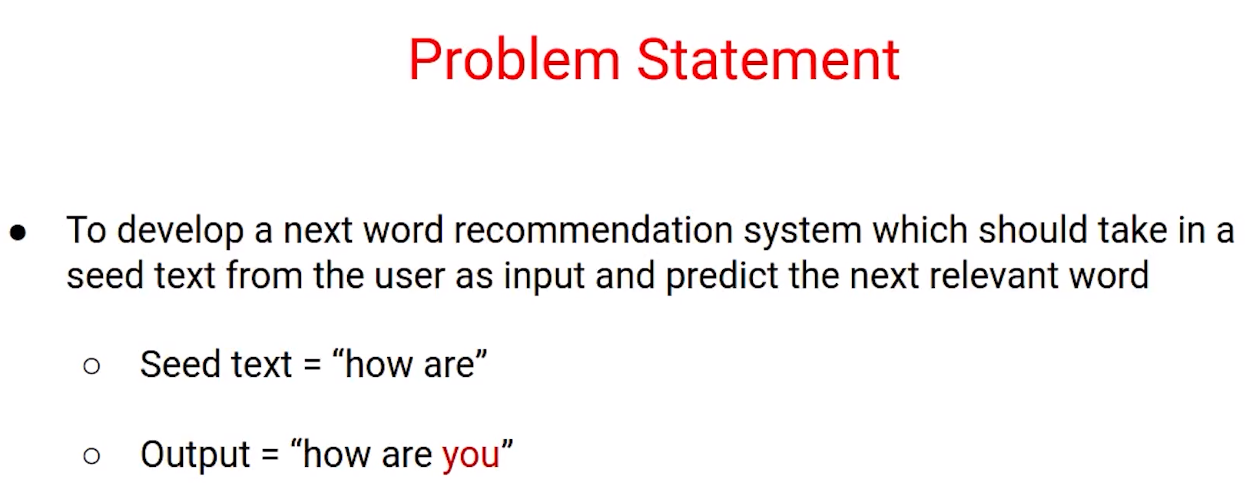 Problem Statement
● To develop a next word recommendation system which should take in a
seed text from the user as input and predict the next relevant word
○ Seed text = “how are”
○ Output = “how are you”